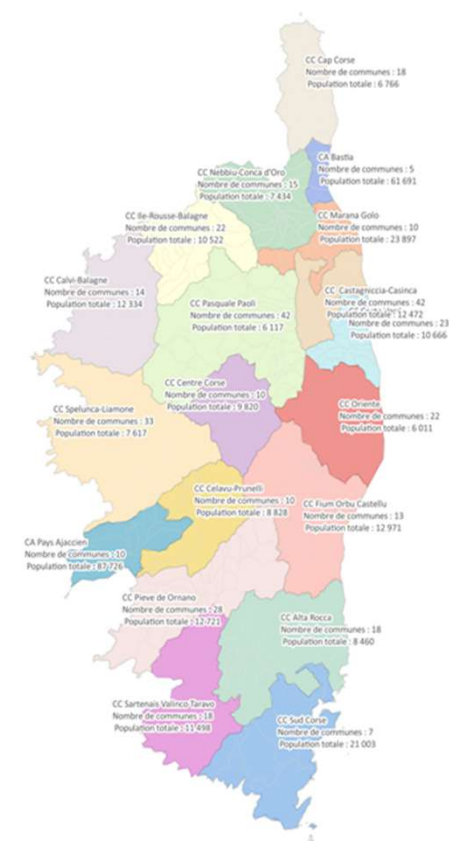 CC Cap Corse
Nombre de communes : 18
Population totale : 6 766
CA Bastia
Nombre de communes : 5
Population totale : 61 691
CC Nebbiu-Conca d'Oro
Nombre de communes : 15
Population totale : 7 434
CC Marana Golo
Nombre de communes : 10
Population totale : 23 897
CC Ile-Rousse-Balagne
Nombre de communes : 22
Population totale : 10 522
CC Calvi-Balagne
Nombre de communes : 14
Population totale : 12 334
CC Pasquale Paoli
Nombre de communes : 42
Population totale : 6 117
CC Castagniccia-Casinca
Nombre de communes : 42
Population totale : 12 472
Nombre de communes : 23
Population totale : 10 666
CC Centre Corse
Nombre de communes : 10
Population totale : 9 820
CC Spelunca-Liamone
Nombre de communes : 33
Population totale : 7 617
CC Oriente
Nombre de communes : 22
Population totale : 6 011
CC Celavu-Prunelli
Nombre de communes : 10
Population totale : 8 828
CC Fium Orbu Castellu
Nombre de communes : 13
Population totale : 12 971
CA Pays Ajaccien
Nombre de communes : 10
Population totale : 87 726
CC Pieve de Ornano
Nombre de communes : 28
Population totale : 12 721
CC Alta Rocca
Nombre de communes : 18
Population totale : 8 460
CC Sartenais Valinco Taravo
Nombre de communes : 18
Population totale : 11 498
CC Sud Corse
Nombre de communes : 7
Population totale : 21 003